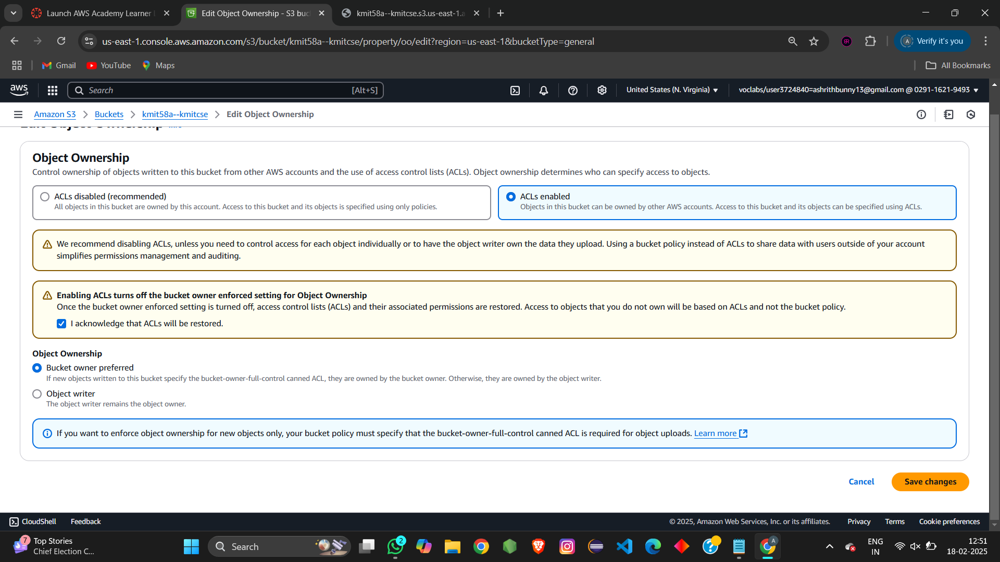 Launch AWS Academy Learner L
Edit Object Ownership - S3 buc
kmit58a--kmitcse.s3.us-east-1.a
us-east-1.console.aws.amazon.com/s3/bucket/kmit58a--kmitcse/property/oo/edit?region=us-east-1&bucketType=general
A
Verify it's you
Gmail
YouTube
Maps
All Bookmarks
aws
Search
[Alt+S]
United States (N. Virginia)
voclabs/user3724840=ashrithbunny13@gmail.com @ 0291-1621-9493
Amazon S3
Buckets
kmit58a--kmitcse
Edit Object Ownership
Edit Object Ownership Info
Object Ownership
Control ownership of objects written to this bucket from other AWS accounts and the use of access control lists (ACLs). Object ownership determines who can specify access to objects.
ACLs disabled (recommended)
All objects in this bucket are owned by this account. Access to this bucket and its objects is specified using only policies.
ACLs enabled
Objects in this bucket can be owned by other AWS accounts. Access to this bucket and its objects can be specified using ACLs.
We recommend disabling ACLs, unless you need to control access for each object individually or to have the object writer own the data they upload. Using a bucket policy instead of ACLs to share data with users outside of your account
simplifies permissions management and auditing.
Enabling ACLs turns off the bucket owner enforced setting for Object Ownership
Once the bucket owner enforced setting is turned off, access control lists (ACLs) and their associated permissions are restored. Access to objects that you do not own will be based on ACLs and not the bucket policy.
I acknowledge that ACLs will be restored.
Object Ownership
Bucket owner preferred
If new objects written to this bucket specify the bucket-owner-full-control canned ACL, they are owned by the bucket owner. Otherwise, they are owned by the object writer.
Object writer
The object writer remains the object owner.
If you want to enforce object ownership for new objects only, your bucket policy must specify that the bucket-owner-full-control canned ACL is required for object uploads. Learn more
Cancel
Save changes
CloudShell
Feedback
© 2025, Amazon Web Services, Inc. or its affiliates.
Privacy
Terms
Cookie preferences
7
Top Stories
Chief Election C...
Search
2
A
ENG
IN
12:51
18-02-2025